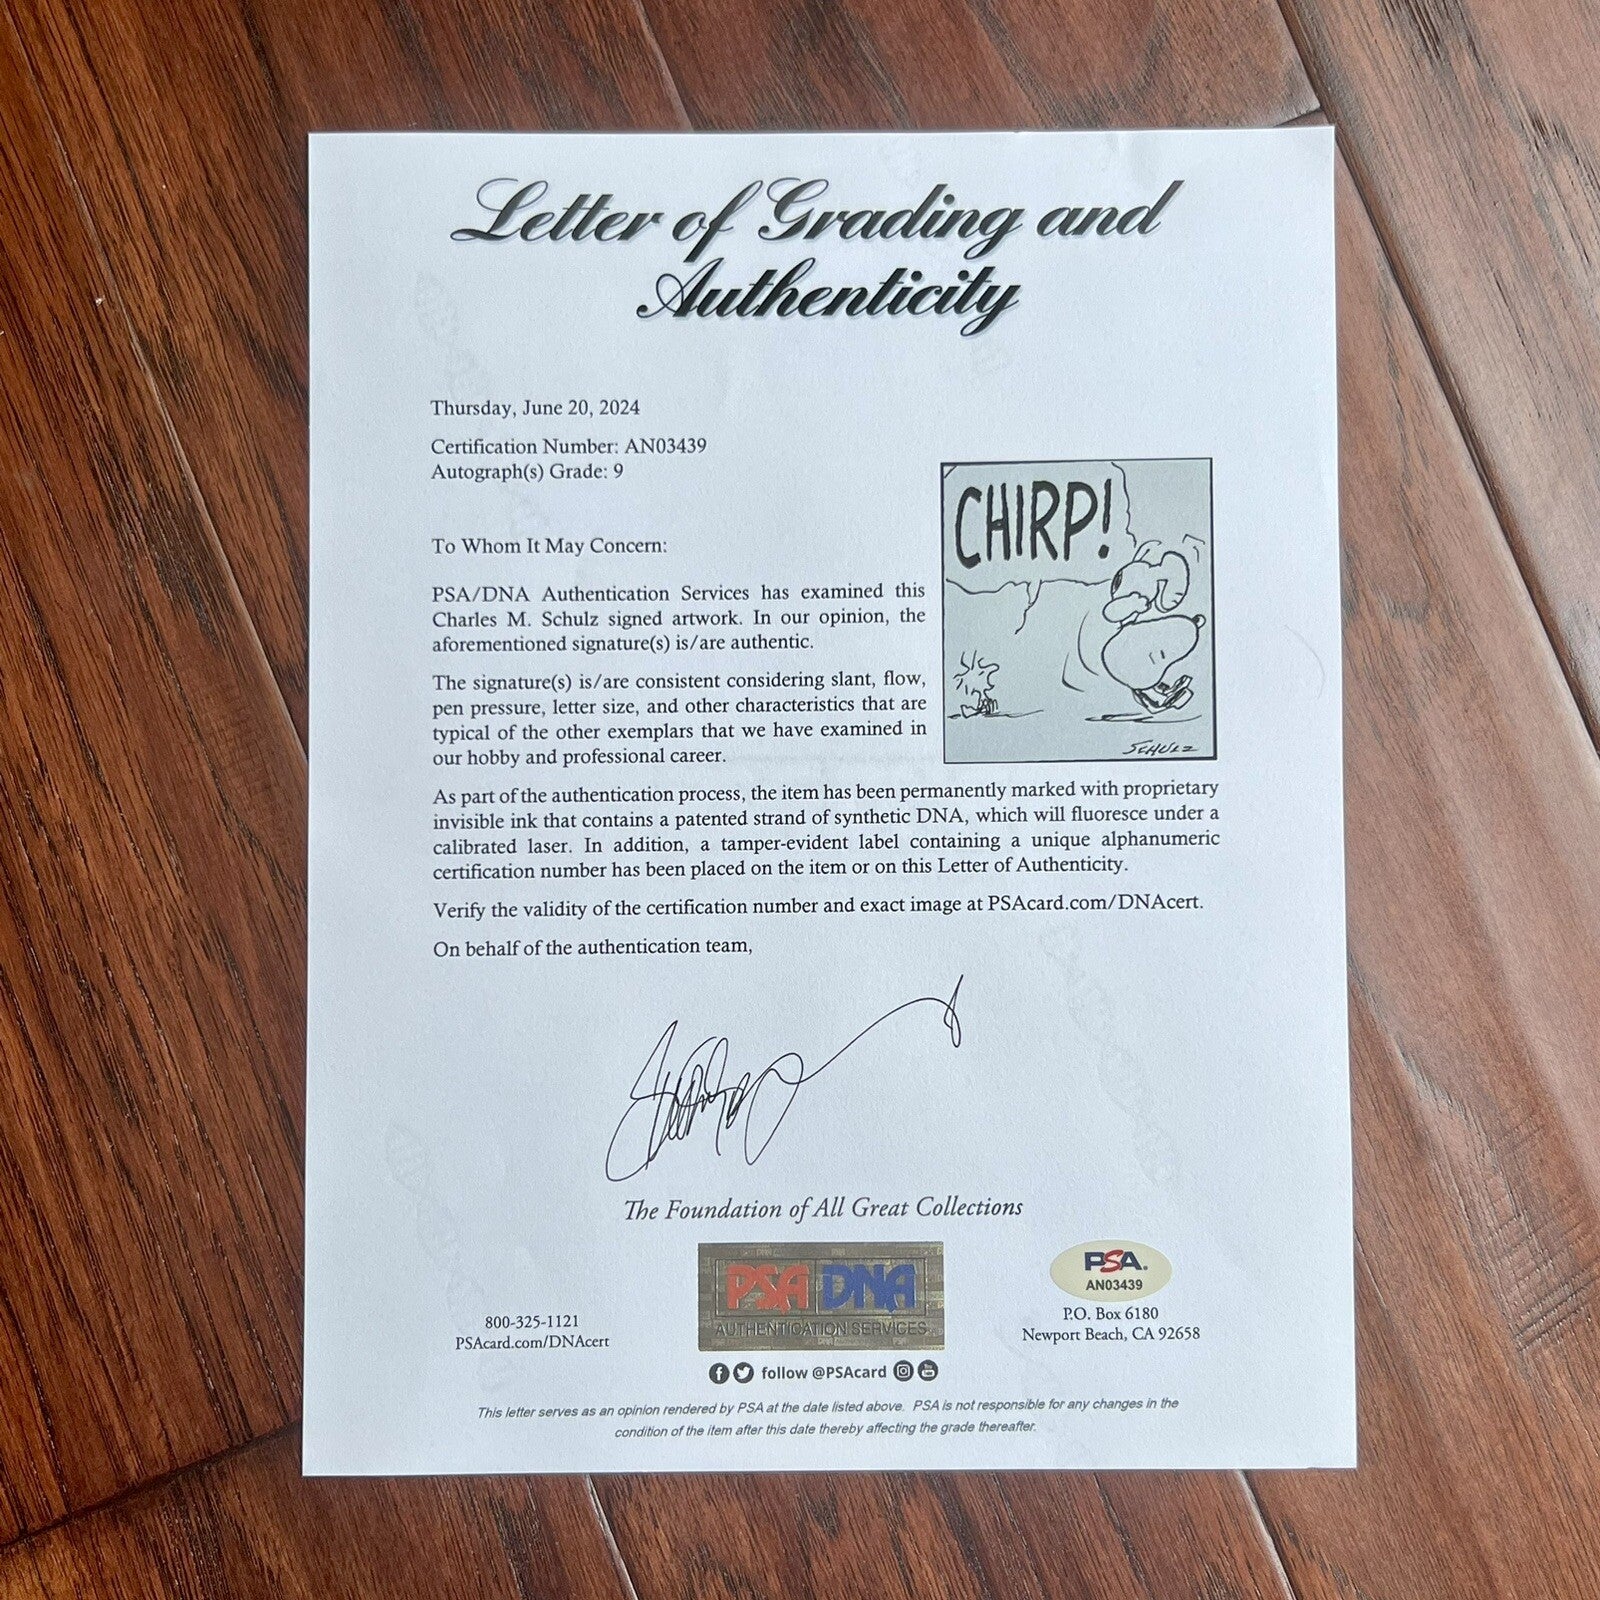 Letter of Grading and
Authenticity
Thursday, June 20, 2024
Certification Number: AN03439
Autograph(s) Grade: 9
To Whom It May Concern:
PSA/DNA Authentication Services has examined this
Charles M. Schulz signed artwork. In our opinion, the
aforementioned signature(s) is/are authentic.
The signature(s) is/are consistent considering slant, flow,
pen pressure, letter size, and other characteristics that are
typical of the other exemplars that we have examined in
our hobby and professional career.
CHIRP!
SCHULZ
As part of the authentication process, the item has been permanently marked with proprietary
invisible ink that contains a patented strand of synthetic DNA, which will fluoresce under a
calibrated laser. In addition, a tamper-evident label containing a unique alphanumeric
certification number has been placed on the item or on this Letter of Authenticity.
Verify the validity of the certification number and exact image at PSAcard.com/DNAcert.
On behalf of the authentication team,
The Foundation of All Great Collections
800-325-1121
PSAcard.com/DNAcert
PSA DNA
AUTHENTICATION SERVICES
PSA.
AN03439
P.O. Box 6180
Newport Beach, CA 92658
follow @PSAcard
This letter serves as an opinion rendered by PSA at the date listed above. PSA is not responsible for any changes in the
condition of the item after this date thereby affecting the grade thereafter.